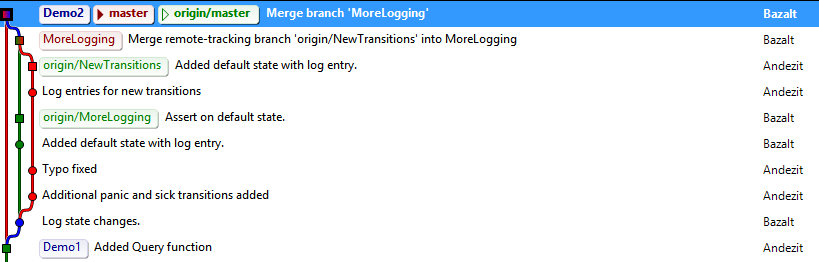 Demo2 master origin/master Merge branch 'MoreLogging' Bazalt
MoreLogging Merge remote-tracking branch 'origin/NewTransitions' into MoreLogging Bazalt
origin/NewTransitions Added default state with log entry. Andezit
Log entries for new transitions Andezit
origin/MoreLogging Assert on default state. Bazalt
Added default state with log entry. Bazalt
Typo fixed Andezit
Additional panic and sick transitions added Andezit
Log state changes. Bazalt
Demo1 Added Query function Andezit